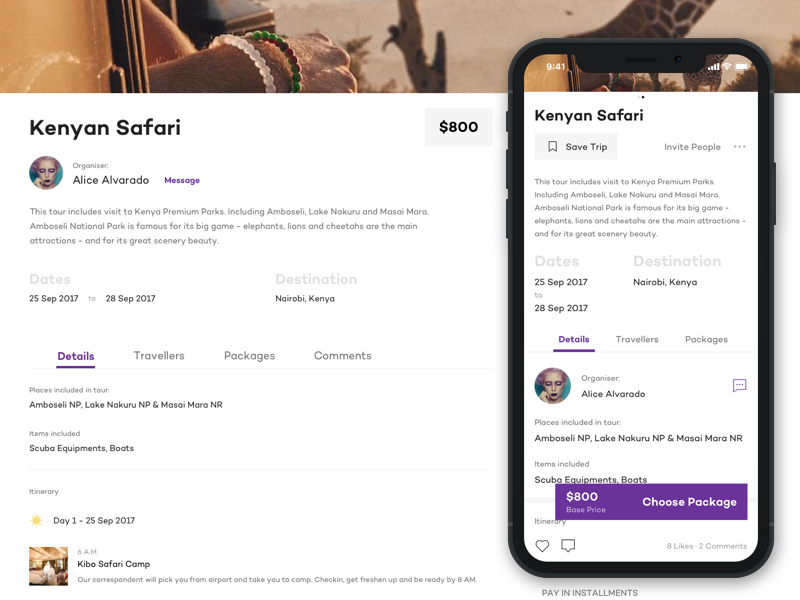 Kenyan Safari
$800
Organiser:
Alice Alvarado Message
This tour includes visit to Kenya Premium Parks. Including Amboseli, Lake Nakuru and Masai Mara.
Amboseli National Park is famous for its big game - elephants, lions and cheetahs are the main
attractions - and for its great scenery beauty.
Dates Destination
25 Sep 2017 to 28 Sep 2017 Nairobi, Kenya
Details Travellers Packages Comments
Places included in tour:
Amboseli NP, Lake Nakuru NP & Masai Mara NR
Items included
Scuba Equipments, Boats
Itinerary
Day 1 - 25 Sep 2017
6 A.M.
Kibo Safari Camp
Our correspondent will pick you from airport and take you to camp. Checkin, get freshen up and be ready by 8 AM.
9:41
Kenyan Safari
Save Trip Invite People
This tour includes visit to Kenya Premium Parks.
Including Amboseli, Lake Nakuru and Masai Mara.
Amboseli National Park is famous for its big game -
elephants, lions and cheetahs are the main attractions -
and for its great scenery beauty.
Dates Destination
25 Sep 2017 Nairobi, Kenya
to
28 Sep 2017
Details Travellers Packages
Organiser:
Alice Alvarado
Places included in tour:
Amboseli NP, Lake Nakuru NP & Masai Mara NR
Items included
Scuba Equipments, Boats
$800 Choose Package
Base Price
Itinerary
8 Likes · 2 Comments
PAY IN INSTALLMENTS